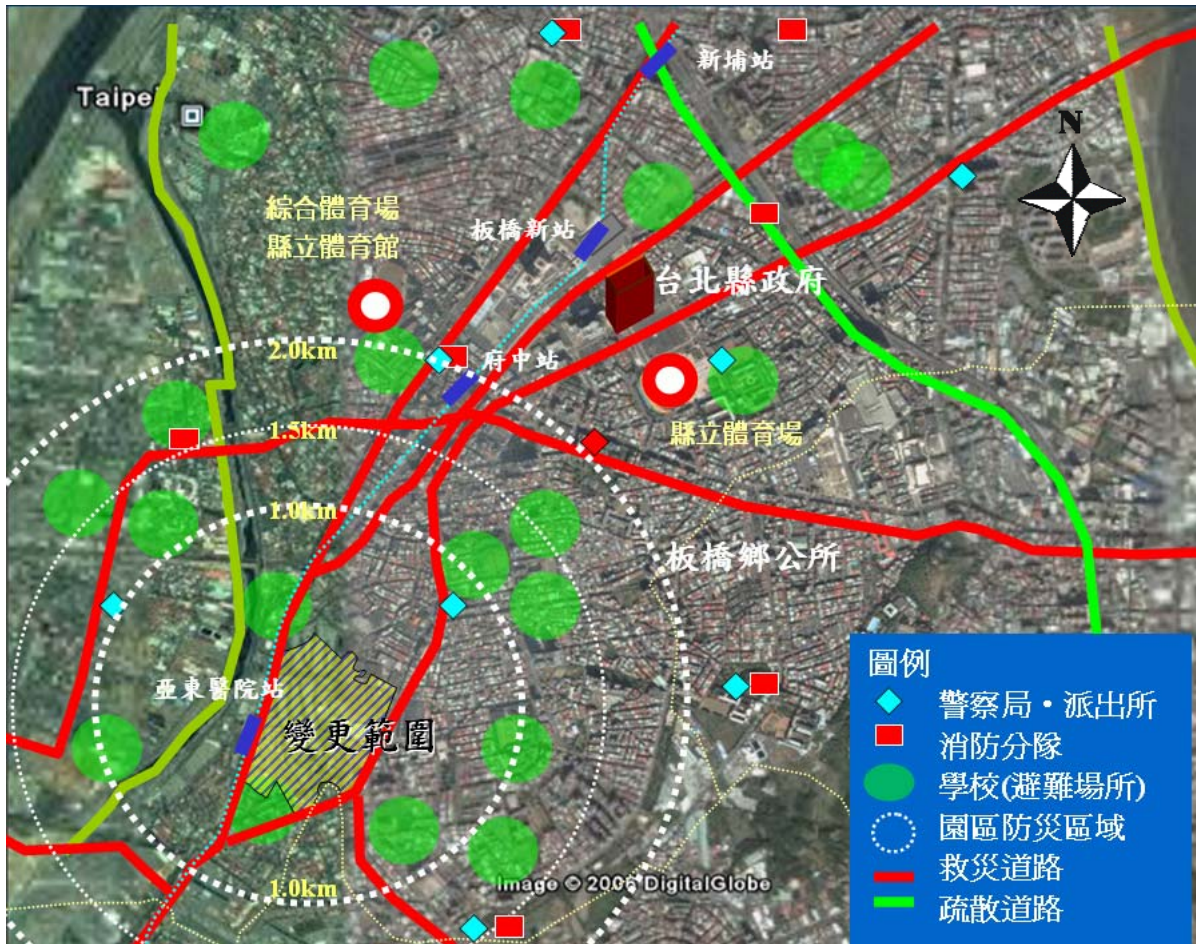 新埔站
Taipei
N
綜合體育場
縣立體育館
板橋新站
台北縣政府
2.0km
府中站
1.5km
縣立體育場
1.0km
板橋鄉公所
亞東醫院站
變更範圍
1.0km
Image © 2006 DigitalGlobe
圖例
警察局・派出所
消防分隊
學校(避難場所)
園區防災區域
救災道路
疏散道路